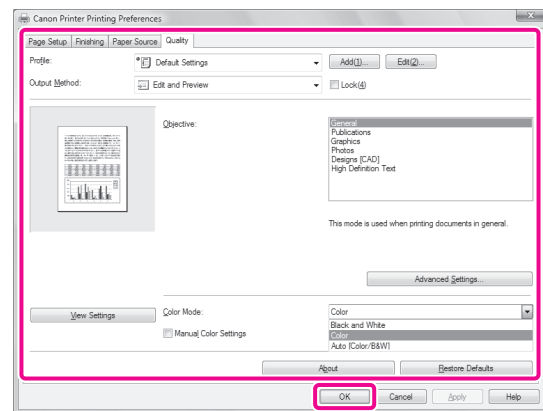 Canon Printer Printing Preferences
Page Setup Finishing Paper Source Quality
Profile: Default Settings Add(1)... Edit(2)...
Output Method: Edit and Preview Lock(4)
Objective: General
Publications
Graphics
Photos
Designs [CAD]
High Definition Text
This mode is used when printing documents in general.
Advanced Settings...
View Settings Color Mode: Color
Black and White
Manual Color Settings Color
Auto [Color/B&W]
About Restore Defaults
OK Cancel Apply Help